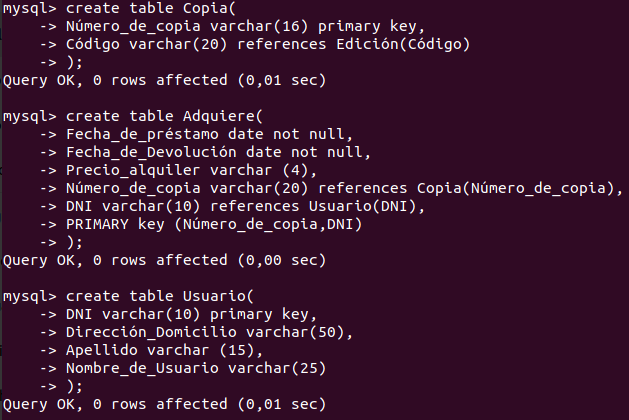 mysql> create table Copia(
    -> Número_de_copia varchar(16) primary key,
    -> Código varchar(20) references Edición(Código)
    -> );
Query OK, 0 rows affected (0,01 sec)

mysql> create table Adquiere(
    -> Fecha_de_préstamo date not null,
    -> Fecha_de_Devolución date not null,
    -> Precio_alquiler varchar (4),
    -> Número_de_copia varchar(20) references Copia(Número_de_copia),
    -> DNI varchar(10) references Usuario(DNI),
    -> PRIMARY key (Número_de_copia,DNI)
    -> );
Query OK, 0 rows affected (0,00 sec)

mysql> create table Usuario(
    -> DNI varchar(10) primary key,
    -> Dirección_Domicilio varchar(50),
    -> Apellido varchar (15),
    -> Nombre_de_Usuario varchar(25)
    -> );
Query OK, 0 rows affected (0,01 sec)